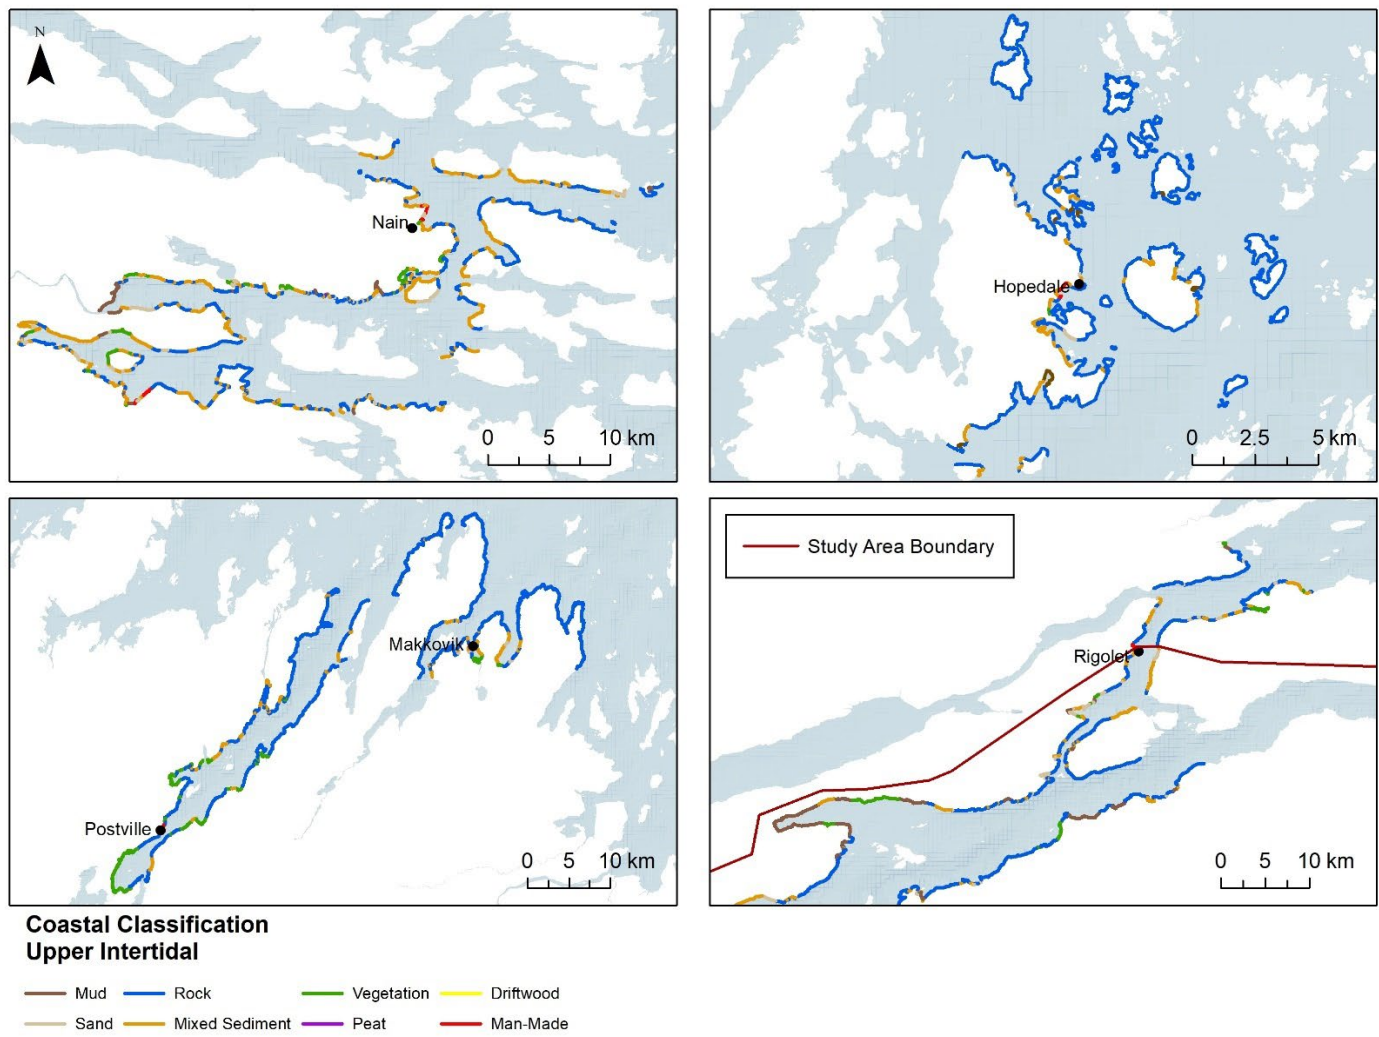 N
Nain
0 5 10 km
Hopedale
0 2.5 5 km
Makkovik
Postville
0 5 10 km
Study Area Boundary
Rigolet
0 5 10 km
Coastal Classification
Upper Intertidal
Mud Rock Vegetation Driftwood
Sand Mixed Sediment Peat Man-Made